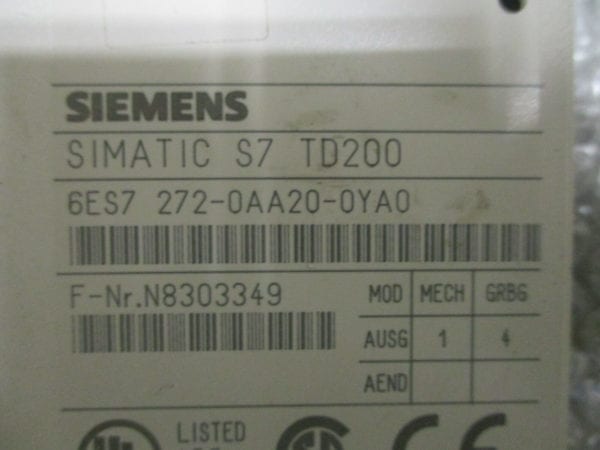 SIEMENS
SIMATIC S7 TD200
6ES7 272-0AA20-0YA0
F-Nr.N8303349
MOD MECH GRBG
AUSG 1 4
AEND
LISTED